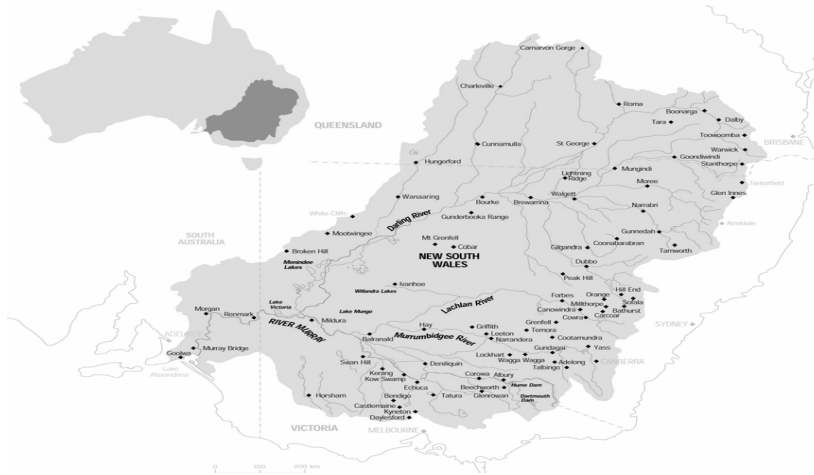 Carnarvon Gorge
Charleville
Roma
Boonarga
Dalby
Tara
QUEENSLAND
Toowoomba
BRISBANE
Cunnamulla
St George
Warwick
Goondiwindi
Stanthorpe
Hungerford
Mungindi
Lightning
Ridge
Moree
Tenterfield
Wanaaring
Bourke
Brewarrina
Walgett
Glen Innes
Narrabri
White Cliffs
Darling River
Gunderbooka Range
Armidale
Mootwingee
Gunnedah
SOUTH
AUSTRALIA
Mt Grenfell
Cobar
Coonabarabran
Gilgandra
Tamworth
Broken Hill
NEW SOUTH
WALES
Menindee
Lakes
Dubbo
Peak Hill
Ivanhoe
Willandra Lakes
Hill End
Forbes
Orange
Lachlan River
Lake
Victoria
Millthorpe
Sofala
Morgan
Lake Mungo
Canowindra
Bathurst
Renmark
Carcoar
Mildura
Grenfell
Cowra
SYDNEY
RIVER MURRAY
Hay
Griffith
Temora
Balranald
Murrumbidgee River
Leeton
Narrandera
Cootamundra
ADELAIDE
Murray Bridge
Goolwa
Gundagai
Yass
Swan Hill
Lockhart
Wagga Wagga
Adelong
CANBERRA
Lake
Alexandrina
Deniliquin
Talbingo
Kerang
Kow Swamp
Corowa
Albury
Echuca
Beechworth
Hume Dam
Horsham
Bendigo
Tatura
Glenrowan
Dartmouth
Dam
Castlemaine
Kyneton
Daylesford
VICTORIA
MELBOURNE
0 100 200 km